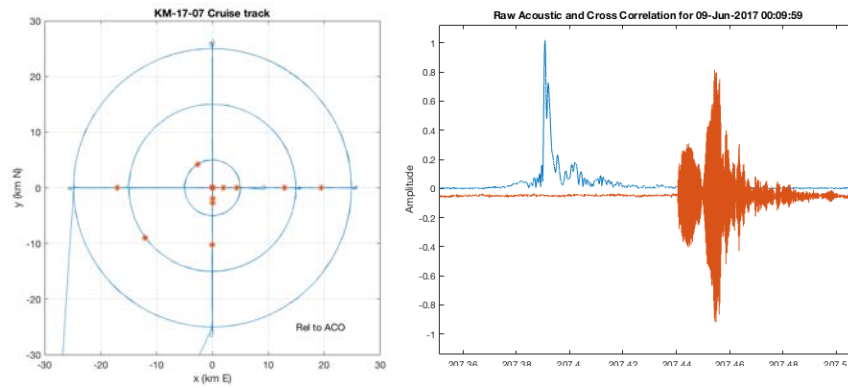 KM-17-07 Cruise track
30
20
10
0
-10
-20
-30
y (km N)
Rel to ACO
-30 -20 -10 0 10 20 30
x (km E)
Raw Acoustic and Cross Correlation for 09-Jun-2017 00:09:59
1
0.8
0.6
0.4
0.2
0
-0.2
-0.4
-0.6
-0.8
-1
Amplitude
207.36 207.38 207.4 207.42 207.44 207.46 207.48 207.5